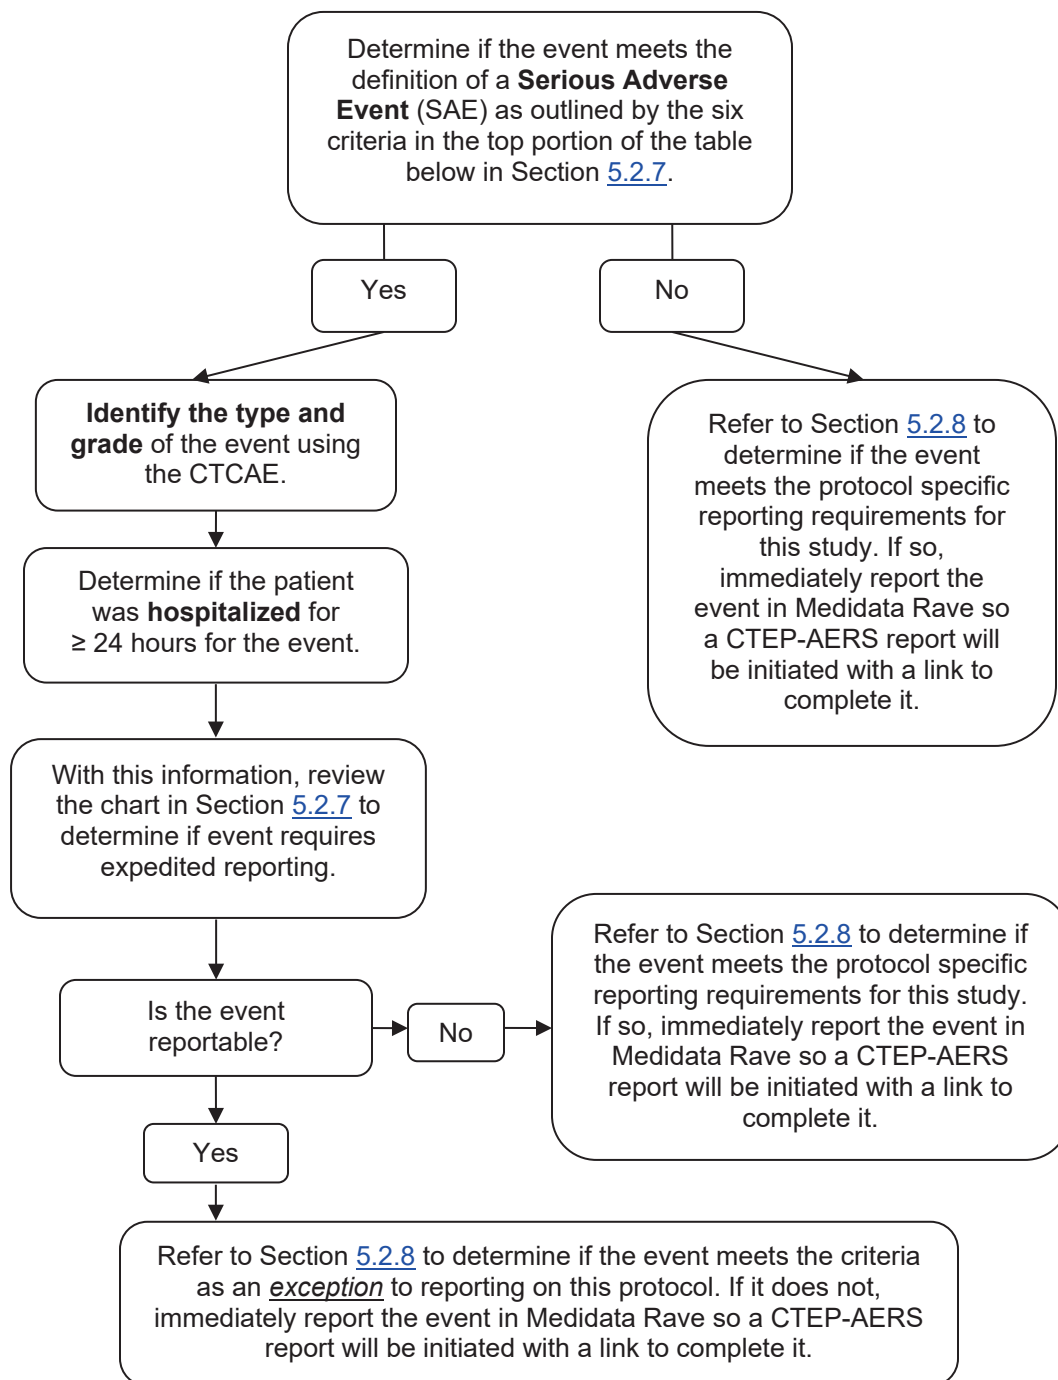 Determine if the event meets the
definition of a Serious Adverse
Event (SAE) as outlined by the six
criteria in the top portion of the table
below in Section 5.2.7.
Yes
No
Identify the type and
grade of the event using
the CTCAE.
Refer to Section 5.2.8 to
determine if the event
meets the protocol specific
reporting requirements for
this study. If so,
immediately report the
event in Medidata Rave so
a CTEP-AERS report will
be initiated with a link to
complete it.
Determine if the patient
was hospitalized for
≥ 24 hours for the event.
With this information, review
the chart in Section 5.2.7 to
determine if event requires
expedited reporting.
Is the event
reportable?
No
Refer to Section 5.2.8 to determine if
the event meets the protocol specific
reporting requirements for this study.
If so, immediately report the event in
Medidata Rave so a CTEP-AERS
report will be initiated with a link to
complete it.
Yes
Refer to Section 5.2.8 to determine if the event meets the criteria
as an exception to reporting on this protocol. If it does not,
immediately report the event in Medidata Rave so a CTEP-AERS
report will be initiated with a link to complete it.